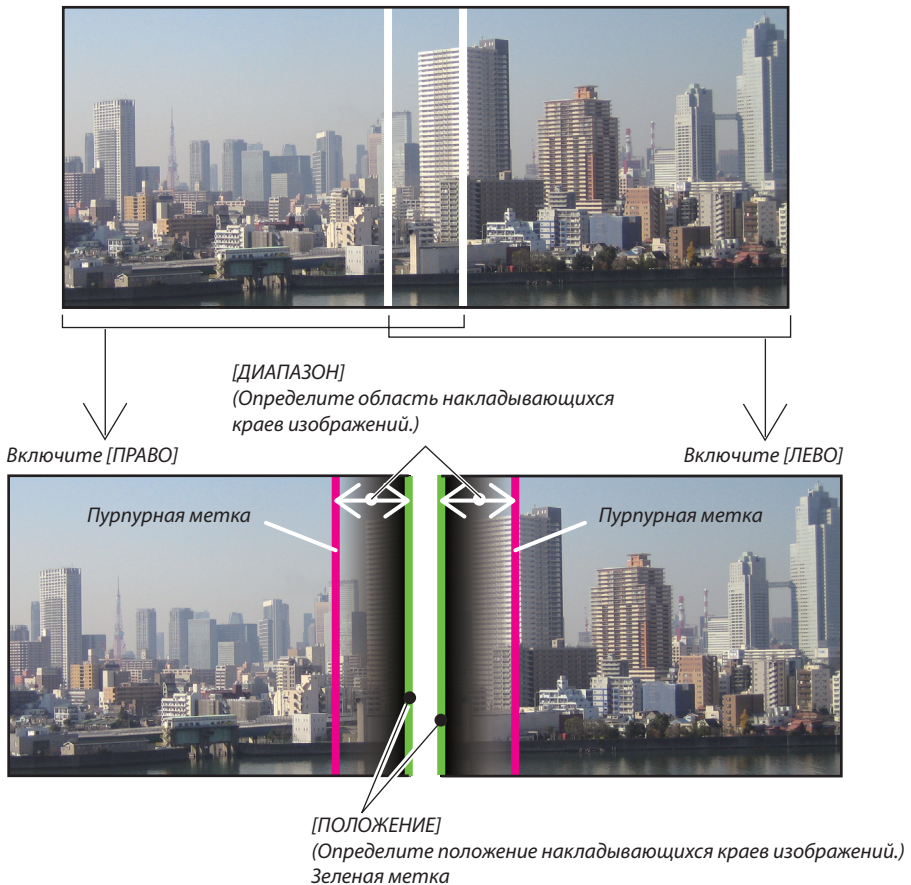 [ДИАПАЗОН]
(Определите область накладывающихся
краев изображений.)
Включите [ПРАВО]
Включите [ЛЕВО]
Пурпурная метка
Пурпурная метка
[ПОЛОЖЕНИЕ]
(Определите положение накладывающихся краев изображений.)
Зеленая метка